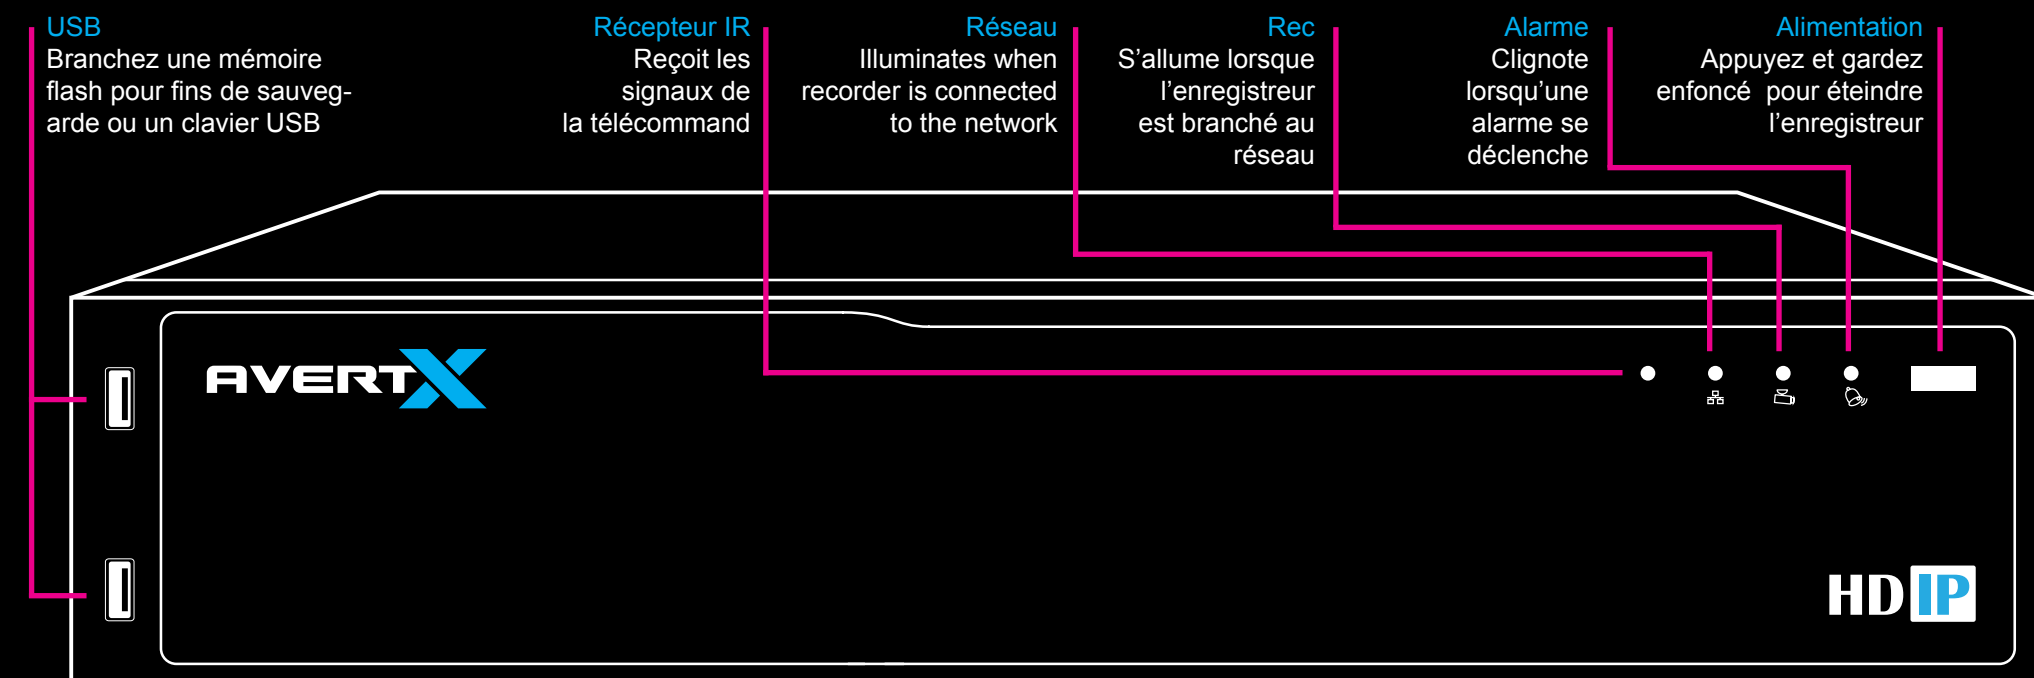 USB
Branchez une mémoire
flash pour fins de sauveg-
arde ou un clavier USB
Récepteur IR
Reçoit les
signaux de
la télécommand
Réseau
Illuminates when
recorder is connected
to the network
Rec
S'allume lorsque
l'enregistreur
est branché au
réseau
Alarme
Clignote
lorsqu'une
alarme se
déclenche
Alimentation
Appuyez et gardez
enfoncé  pour éteindre
l'enregistreur
AVERTX
HD IP